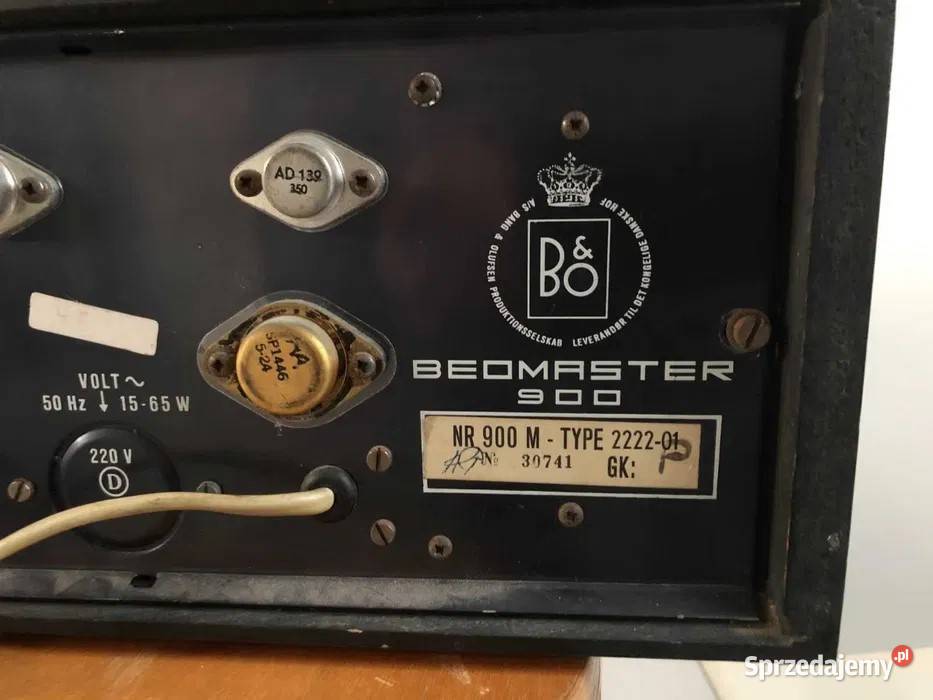 AD 139
350
A/S BANG & OLUFSEN PRODUKTIONSSELSKAB LEVERANDØR TIL DET KONGELIGE DANSKE HOF
B&O
SP1446
5-2A
BEOMASTER
900
VOLT ~
50 Hz ↓ 15-65 W
220 V
D
NR 900 M - TYPE 2222-01
Nº 30741 GK: P
Sprzedajemy.pl